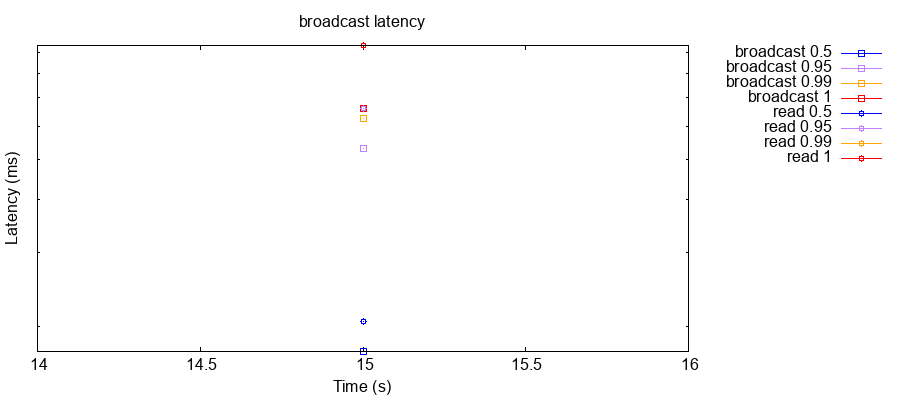 broadcast latency
broadcast 0.5
broadcast 0.95
broadcast 0.99
broadcast 1
read 0.5
read 0.95
read 0.99
read 1
Latency (ms)
14 14.5 15 15.5 16
Time (s)